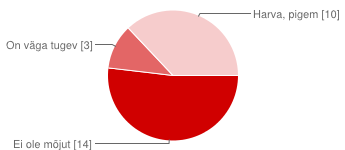 Harva, pigem [10]
On väga tugev [3]
Ei ole mõjut [14]